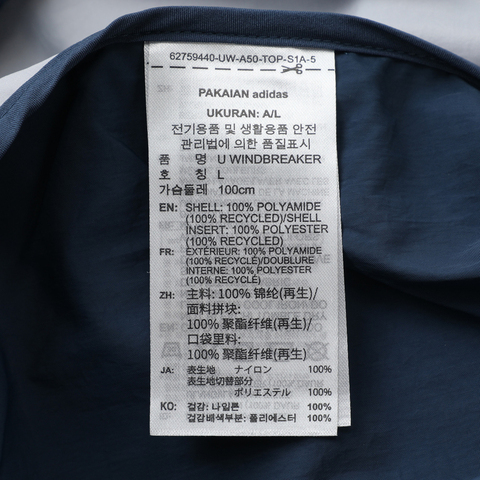 62759440-UW-A50-TOP-S1A-5
PAKAIAN adidas
UKURAN: A/L
전기용품 및 생활용품 안전
관리법에 의한 품질표시
품 명 U WINDBREAKER
호 칭 L
가슴둘레 100cm
EN: SHELL: 100% POLYAMIDE
(100% RECYCLED)/SHELL
INSERT: 100% POLYESTER
(100% RECYCLED)
FR: EXTÉRIEUR: 100% POLYAMIDE
(100% RECYCLÉ)/DOUBLURE
INTERNE: 100% POLYESTER
(100% RECYCLÉ)
ZH: 主料: 100% 锦纶(再生)/
面料拼块:
100% 聚酯纤维(再生)/
口袋里料:
100% 聚酯纤维(再生)
JA: 表生地 ナイロン 100%
表生地切替部分
ポリエステル 100%
KO: 겉감: 나일론 100%
겉감배색부분: 폴리에스터 100%